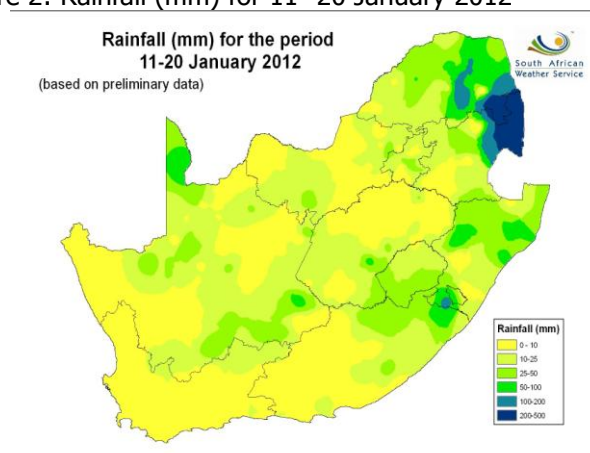 re 2: Rainfall (mm) for 11- 20 January 2012
Rainfall (mm) for the period
11-20 January 2012
(based on preliminary data)
South African
Weather Service
Rainfall (mm)
0 - 10
10-25
25-50
50-100
100-200
200-500